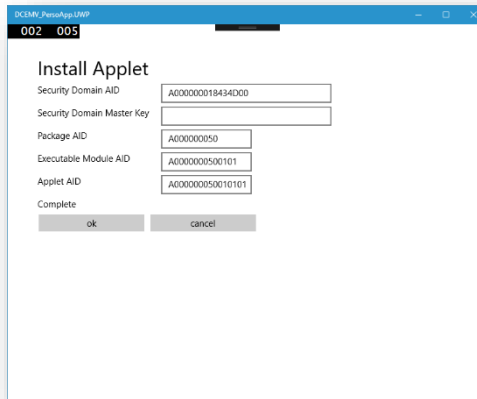 DCEMV_PersoApp.UWP
002 005
Install Applet
Security Domain AID A000000018434D00
Security Domain Master Key
Package AID A000000050
Executable Module AID A0000000500101
Applet AID A000000050010101
Complete
ok cancel